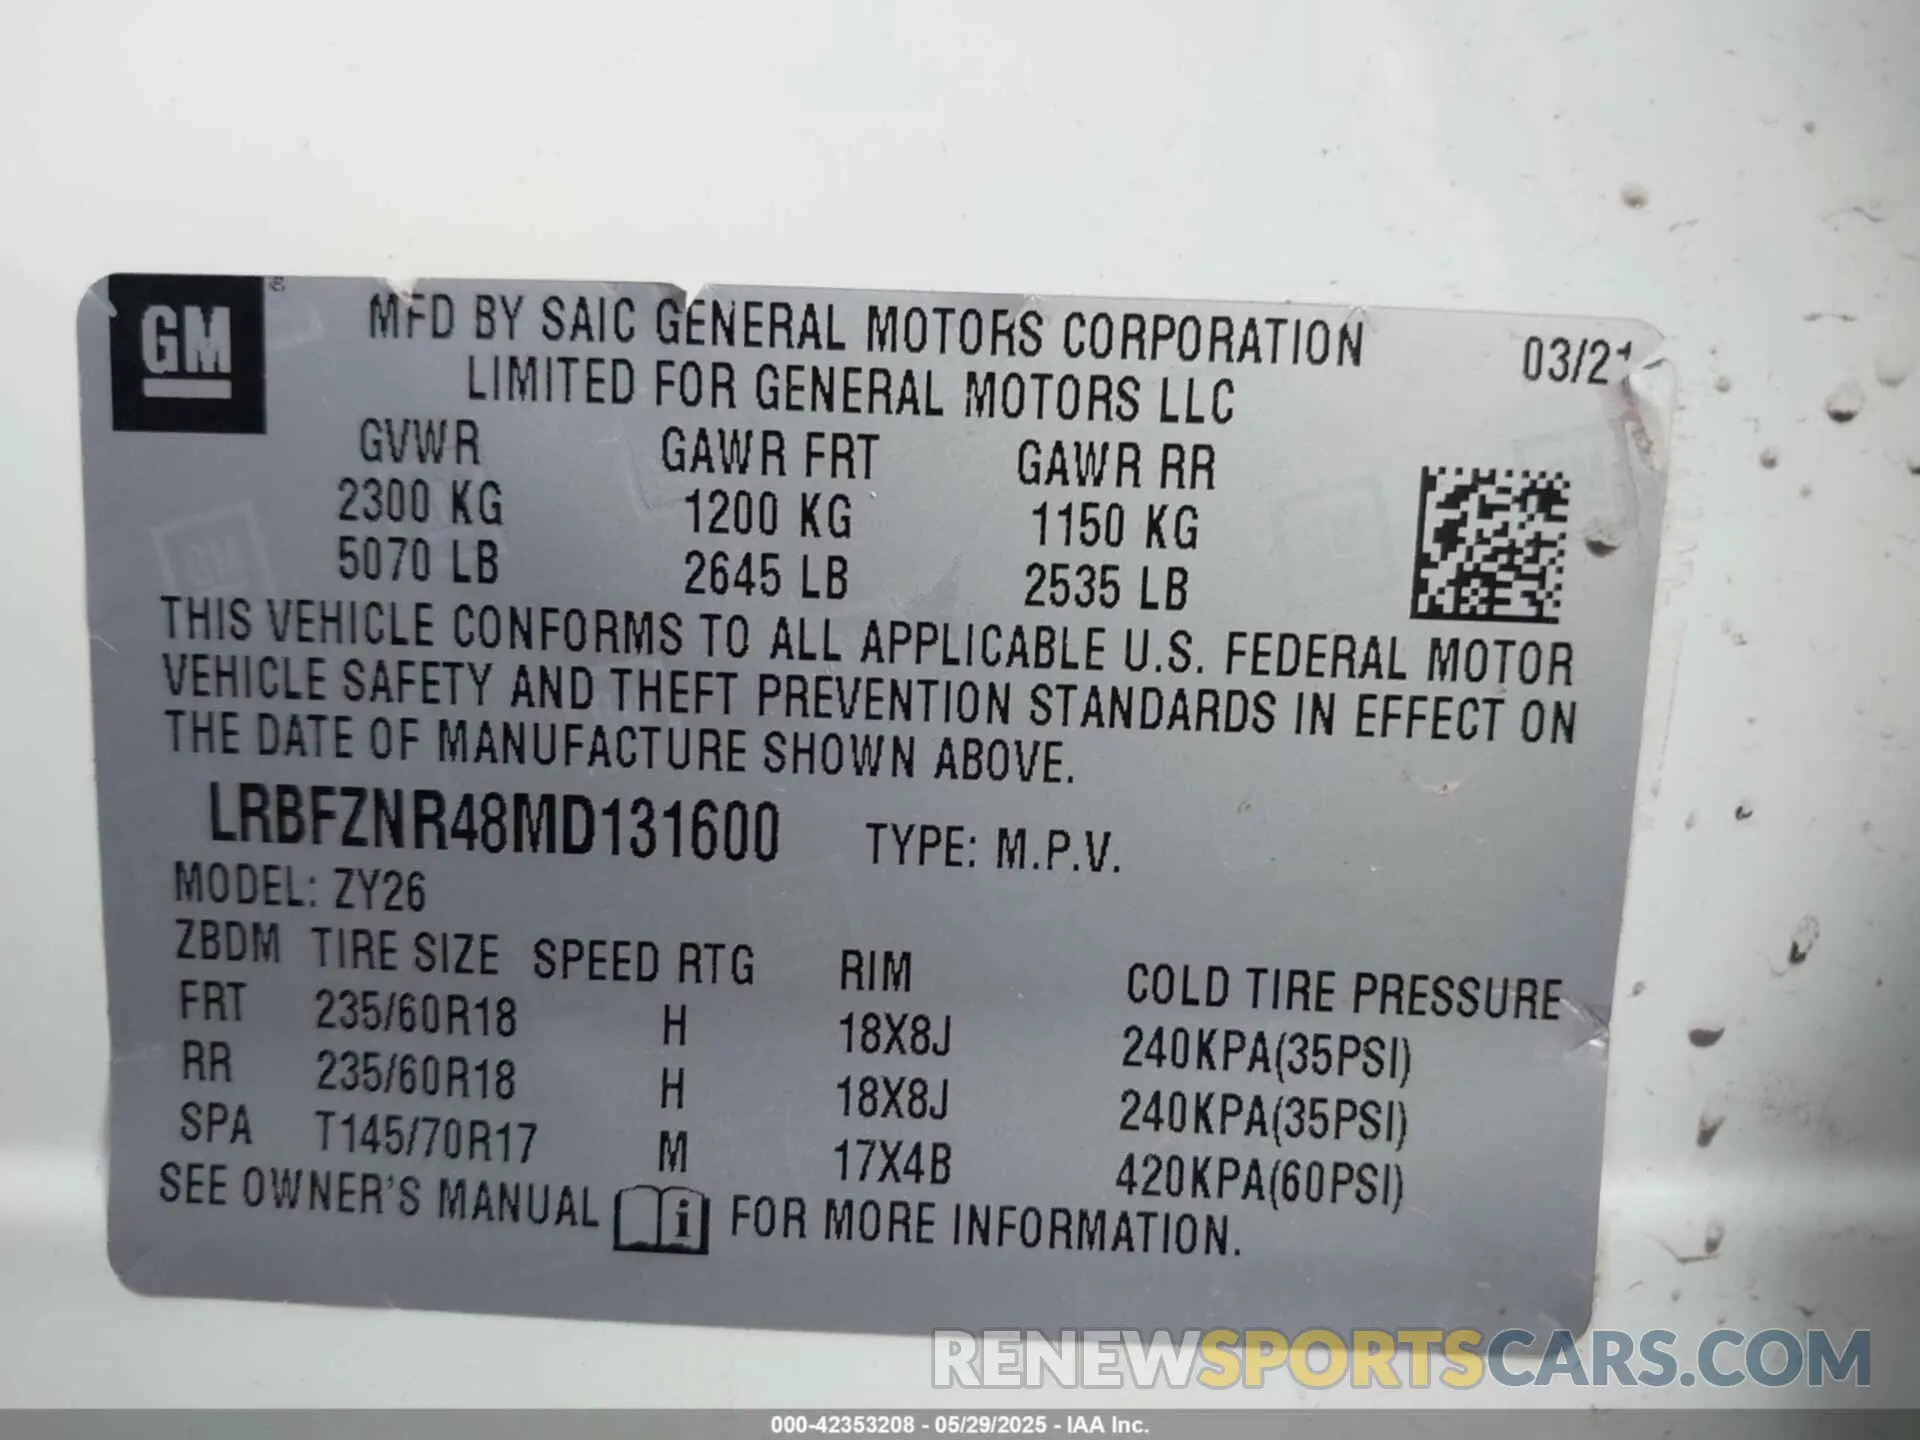 GM
MFD BY SAIC GENERAL MOTORS CORPORATION
LIMITED FOR GENERAL MOTORS LLC
03/21
GVWR GAWR FRT GAWR RR
2300 KG 1200 KG 1150 KG
5070 LB 2645 LB 2535 LB
THIS VEHICLE CONFORMS TO ALL APPLICABLE U.S. FEDERAL MOTOR
VEHICLE SAFETY AND THEFT PREVENTION STANDARDS IN EFFECT ON
THE DATE OF MANUFACTURE SHOWN ABOVE.
LRBFZNR48MD131600 TYPE: M.P.V.
MODEL: ZY26
ZBDM TIRE SIZE SPEED RTG RIM COLD TIRE PRESSURE
FRT 235/60R18 H 18X8J 240KPA(35PSI)
RR 235/60R18 H 18X8J 240KPA(35PSI)
SPA T145/70R17 M 17X4B 420KPA(60PSI)
SEE OWNER'S MANUAL i FOR MORE INFORMATION.
RENEWSPORTSCARS.COM
000-42353208 - 05/29/2025 - IAA Inc.